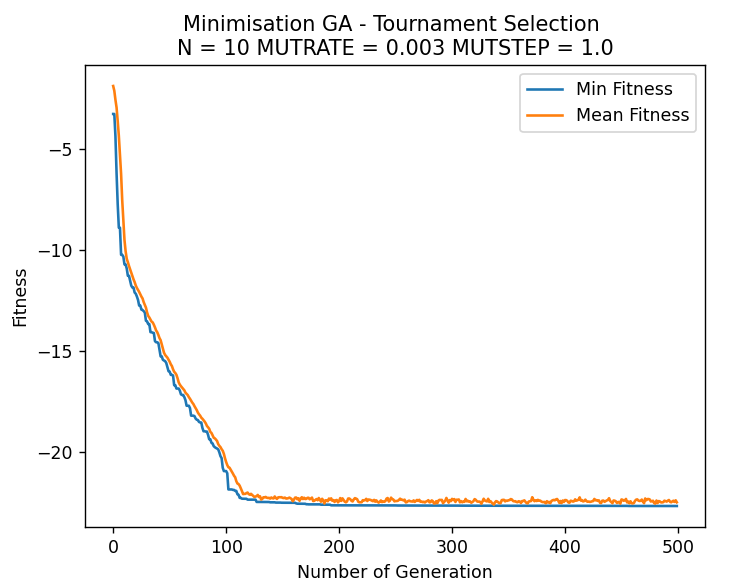 Minimisation GA - Tournament Selection
N = 10 MUTRATE = 0.003 MUTSTEP = 1.0
Min Fitness
Mean Fitness
Fitness
−5
−10
−15
−20
0 100 200 300 400 500
Number of Generation